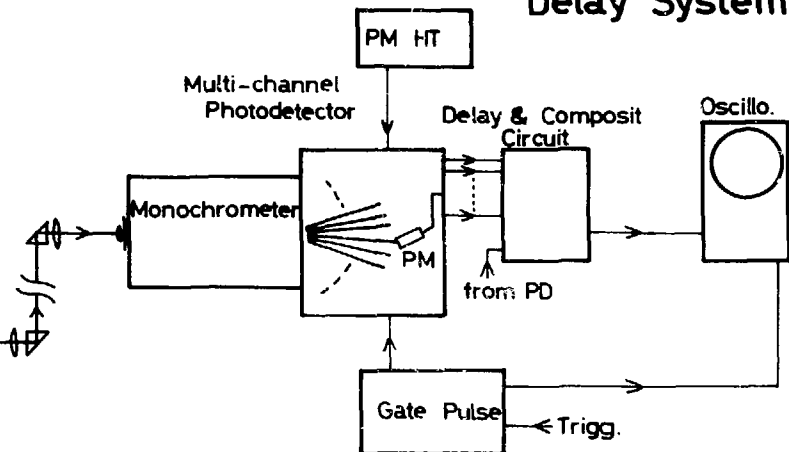 Delay System
PM HT
Multi-channel
Photodetector
Delay & Composit
Circuit
Oscillo.
Monochrometer
PM
from PD
Gate Pulse
Trigg.